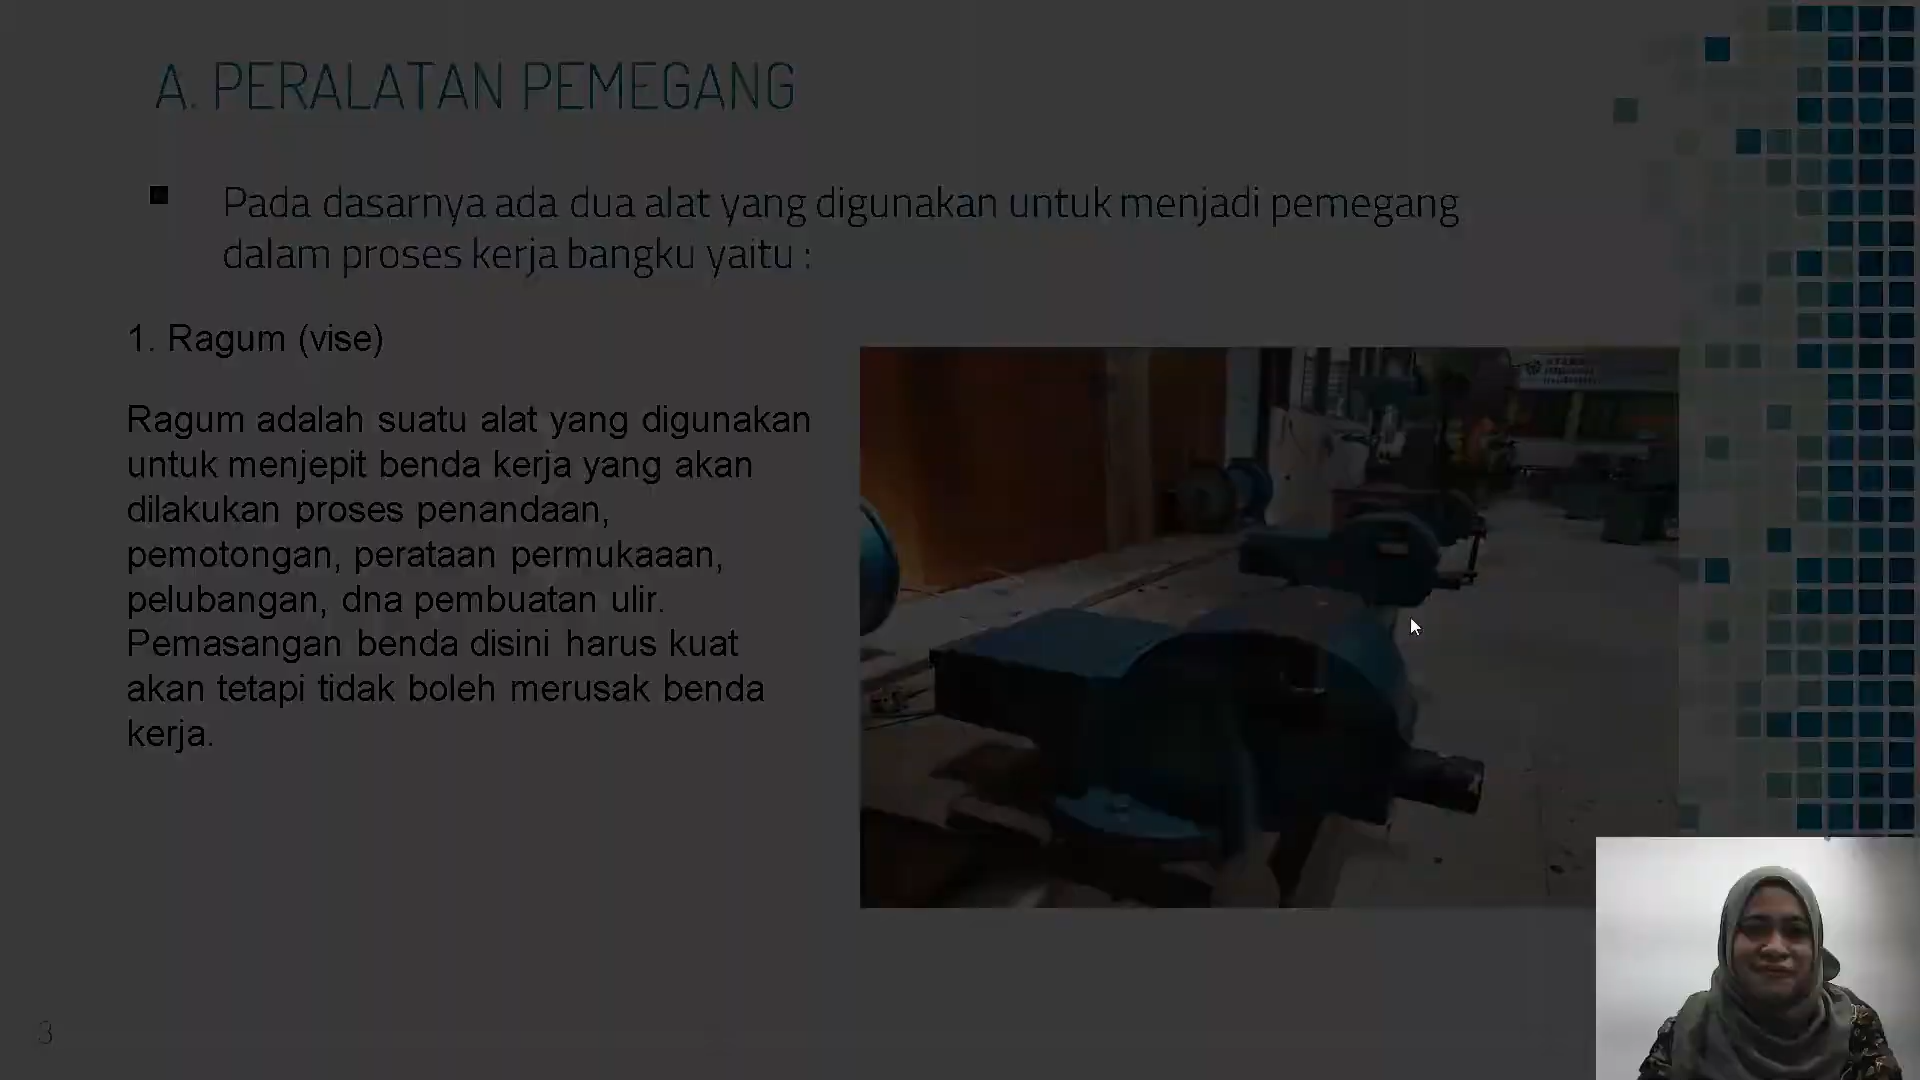 A. PERALATAN PEMEGANG
Pada dasarnya ada dua alat yang digunakan untuk menjadi pemegang
dalam proses kerja bangku yaitu :
1. Ragum (vise)
Ragum adalah suatu alat yang digunakan
untuk menjepit benda kerja yang akan
dilakukan proses penandaan,
pemotongan, perataan permukaaan,
pelubangan, dna pembuatan ulir.
Pemasangan benda disini harus kuat
akan tetapi tidak boleh merusak benda
kerja.
3